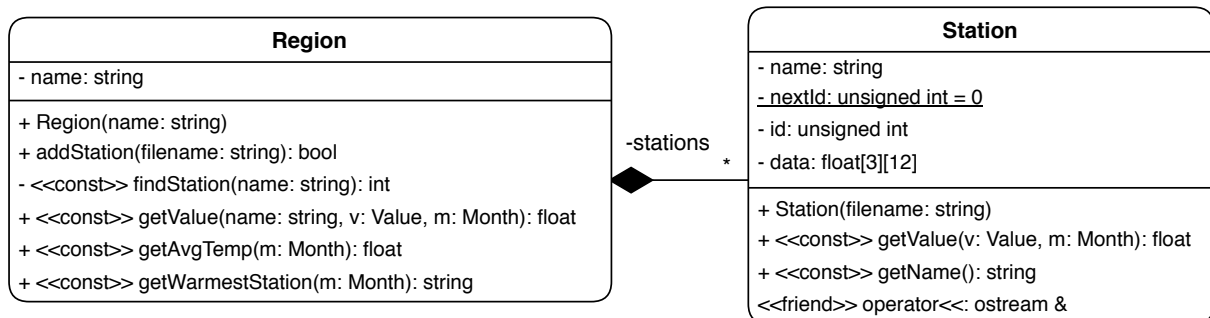 Region
- name: string
+ Region(name: string)
+ addStation(filename: string): bool
- <<const>> findStation(name: string): int
+ <<const>> getValue(name: string, v: Value, m: Month): float
+ <<const>> getAvgTemp(m: Month): float
+ <<const>> getWarmestStation(m: Month): string
-stations
*
Station
- name: string
- nextId: unsigned int = 0
- id: unsigned int
- data: float[3][12]
+ Station(filename: string)
+ <<const>> getValue(v: Value, m: Month): float
+ <<const>> getName(): string
<<friend>> operator<<: ostream &